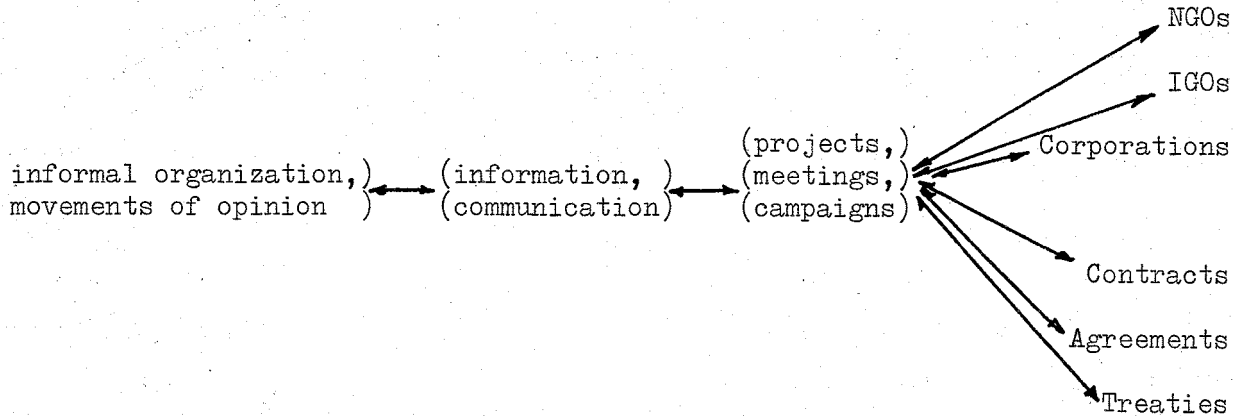 NGOs
IGOs
Corporations
(projects,)
(meetings,)
(campaigns)
informal organization,)
movements of opinion )
(information, )
(communication)
Contracts
Agreements
Treaties